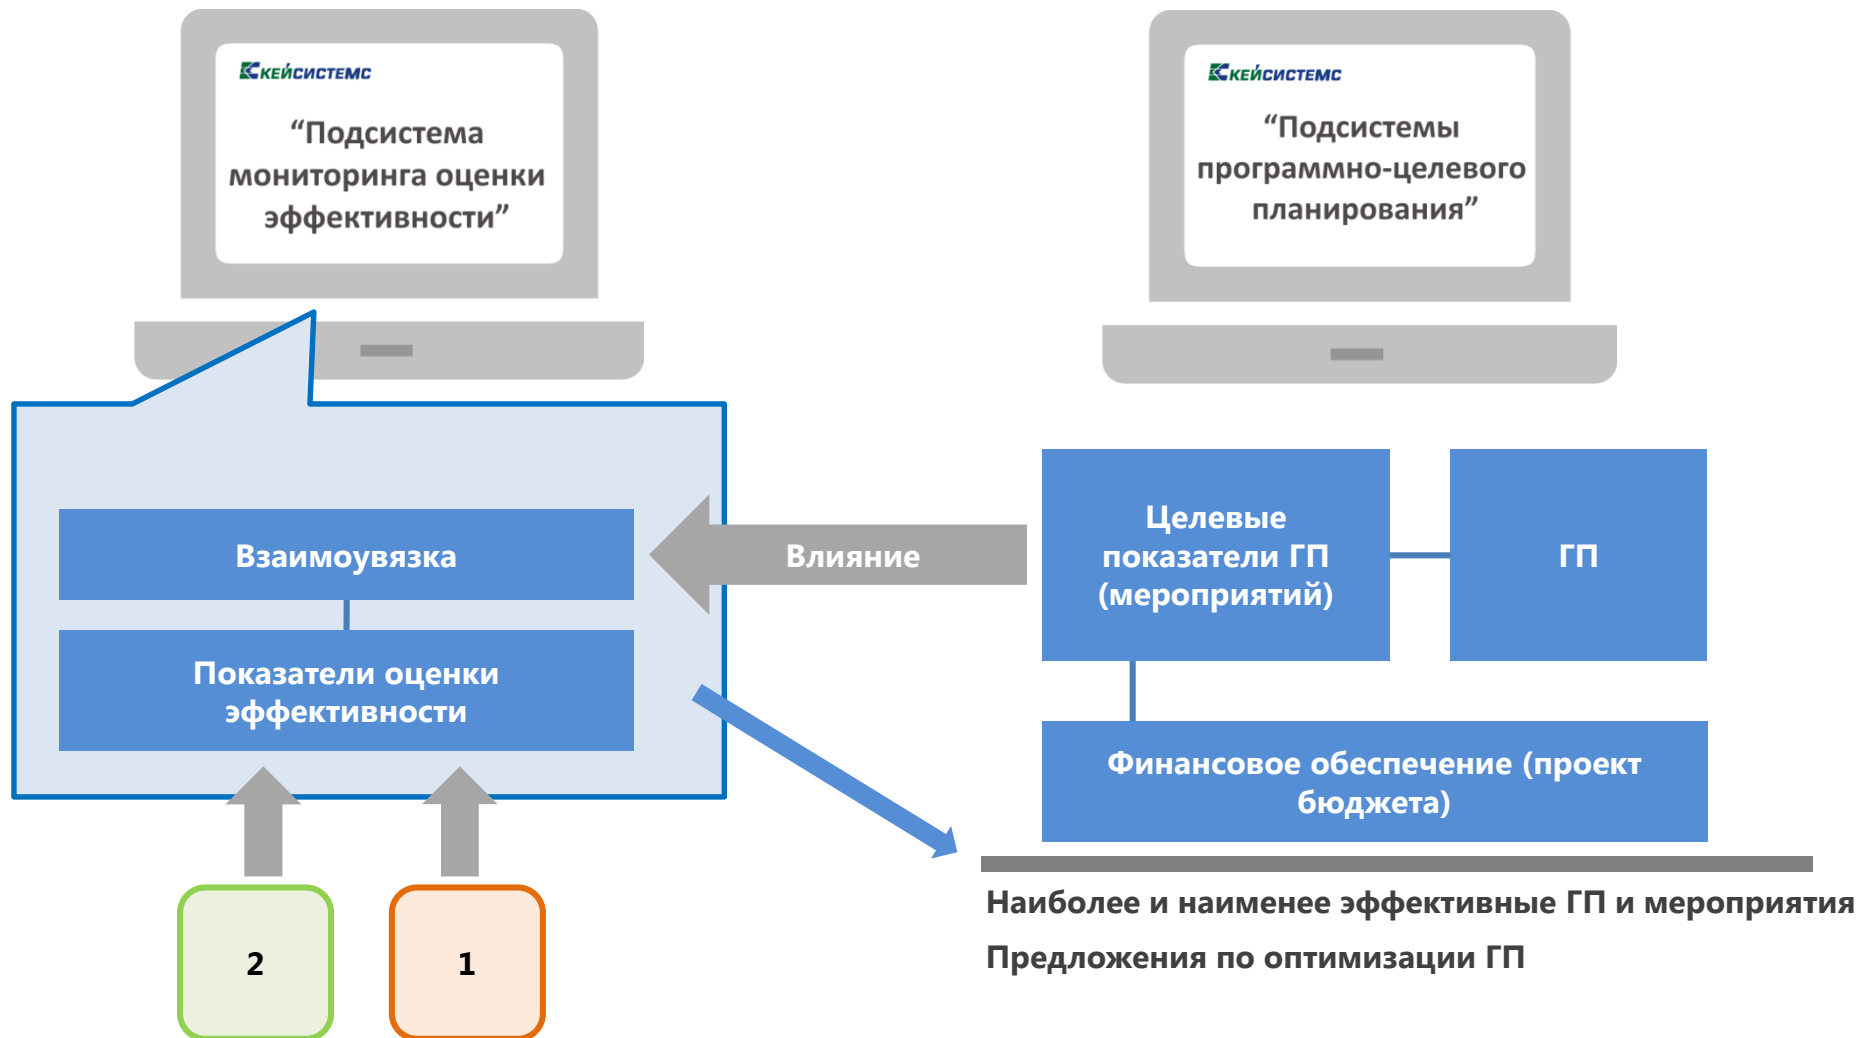 КЕЙСИСТЕМС
“Подсистема
мониторинга оценки
эффективности”
КЕЙСИСТЕМС
“Подсистемы
программно-целевого
планирования”
Взаимоувязка
Показатели оценки
эффективности
Влияние
Целевые
показатели ГП
(мероприятий)
ГП
Финансовое обеспечение (проект
бюджета)
2
1
Наиболее и наименее эффективные ГП и мероприятия
Предложения по оптимизации ГП